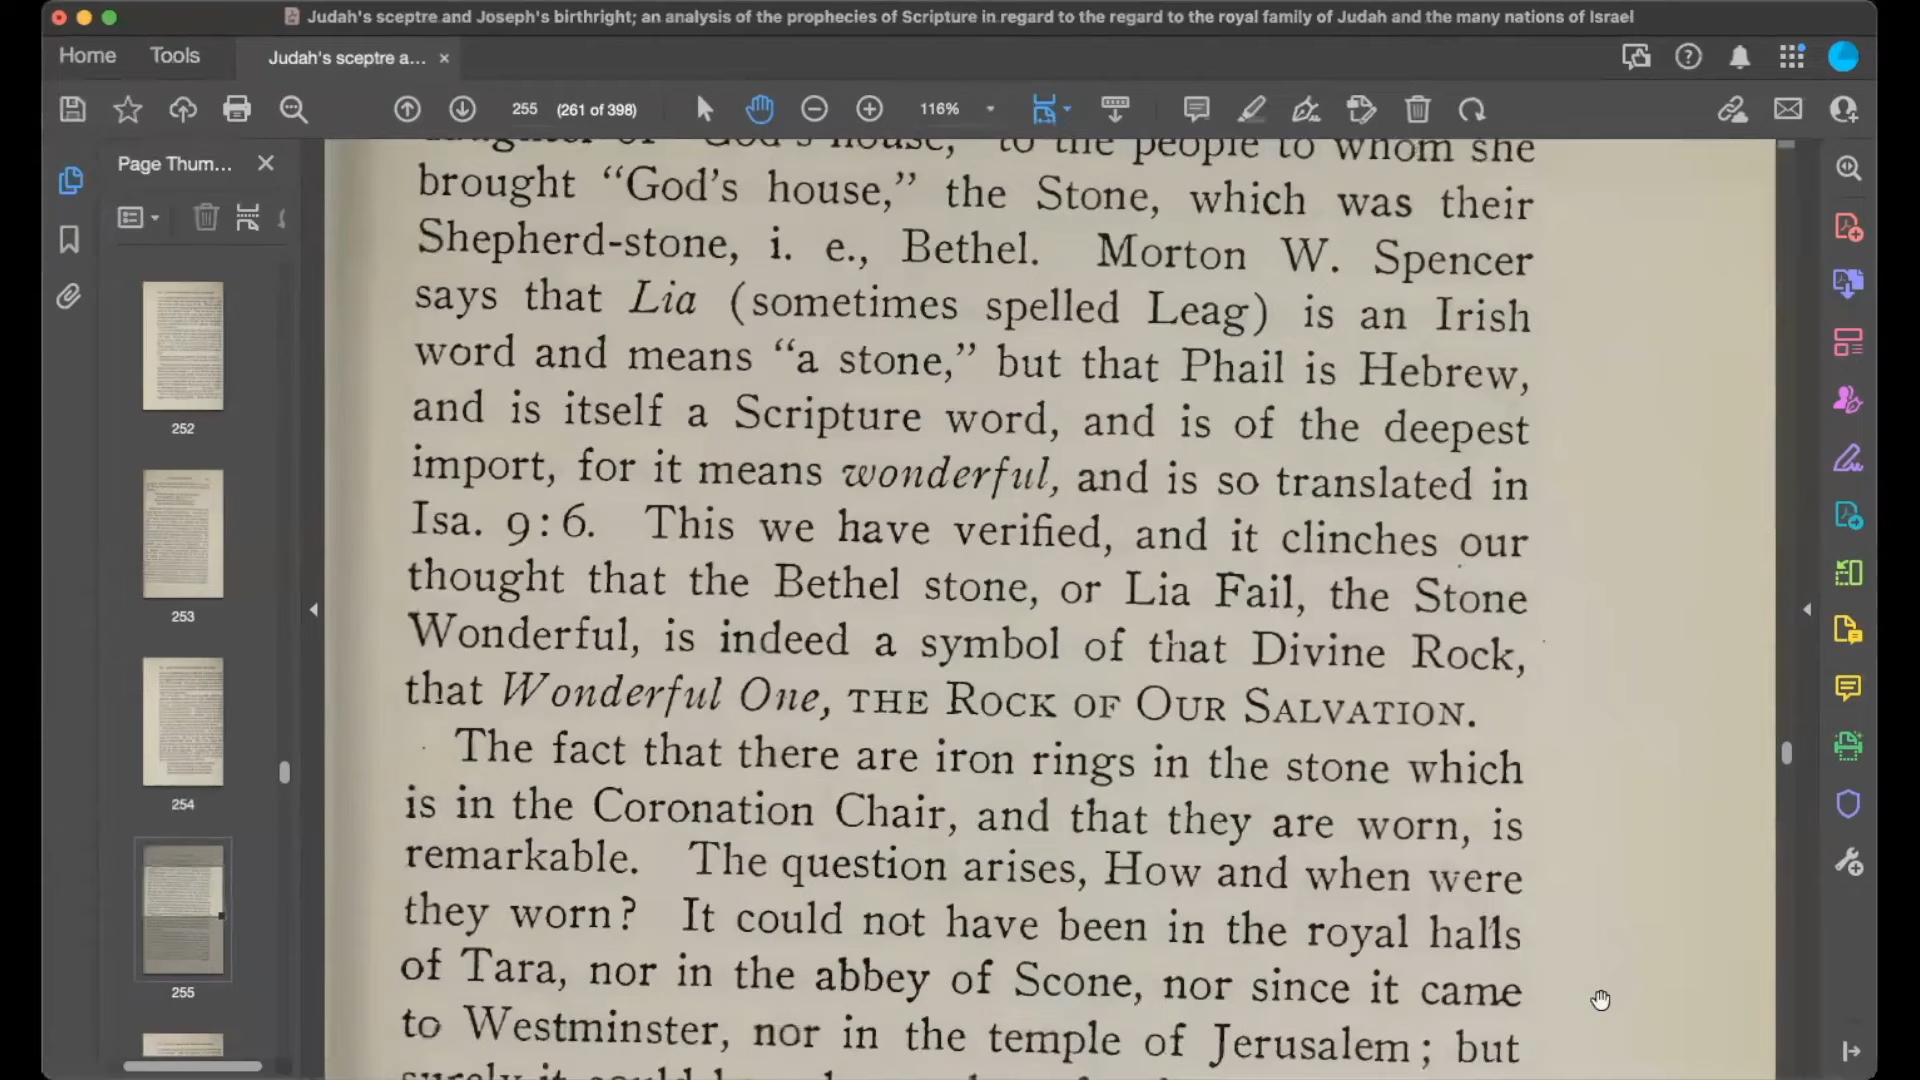 Judah's sceptre and Joseph's birthright; an analysis of the prophecies of Scripture in regard to the regard to the royal family of Judah and the many nations of Israel
Home
Tools
Judah's sceptre a...
255
(261 of 398)
116%
Page Thum...
252
253
254
255
"God's house," to the people to whom she
brought “God’s house,” the Stone, which was their
Shepherd-stone, i. e., Bethel. Morton W. Spencer
says that Lia (sometimes spelled Leag) is an Irish
word and means “a stone,” but that Phail is Hebrew,
and is itself a Scripture word, and is of the deepest
import, for it means wonderful, and is so translated in
Isa. 9:6. This we have verified, and it clinches our
thought that the Bethel stone, or Lia Fail, the Stone
Wonderful, is indeed a symbol of that Divine Rock,
that Wonderful One, THE ROCK OF OUR SALVATION.
The fact that there are iron rings in the stone which
is in the Coronation Chair, and that they are worn, is
remarkable. The question arises, How and when were
they worn? It could not have been in the royal halls
of Tara, nor in the abbey of Scone, nor since it came
to Westminster, nor in the temple of Jerusalem; but